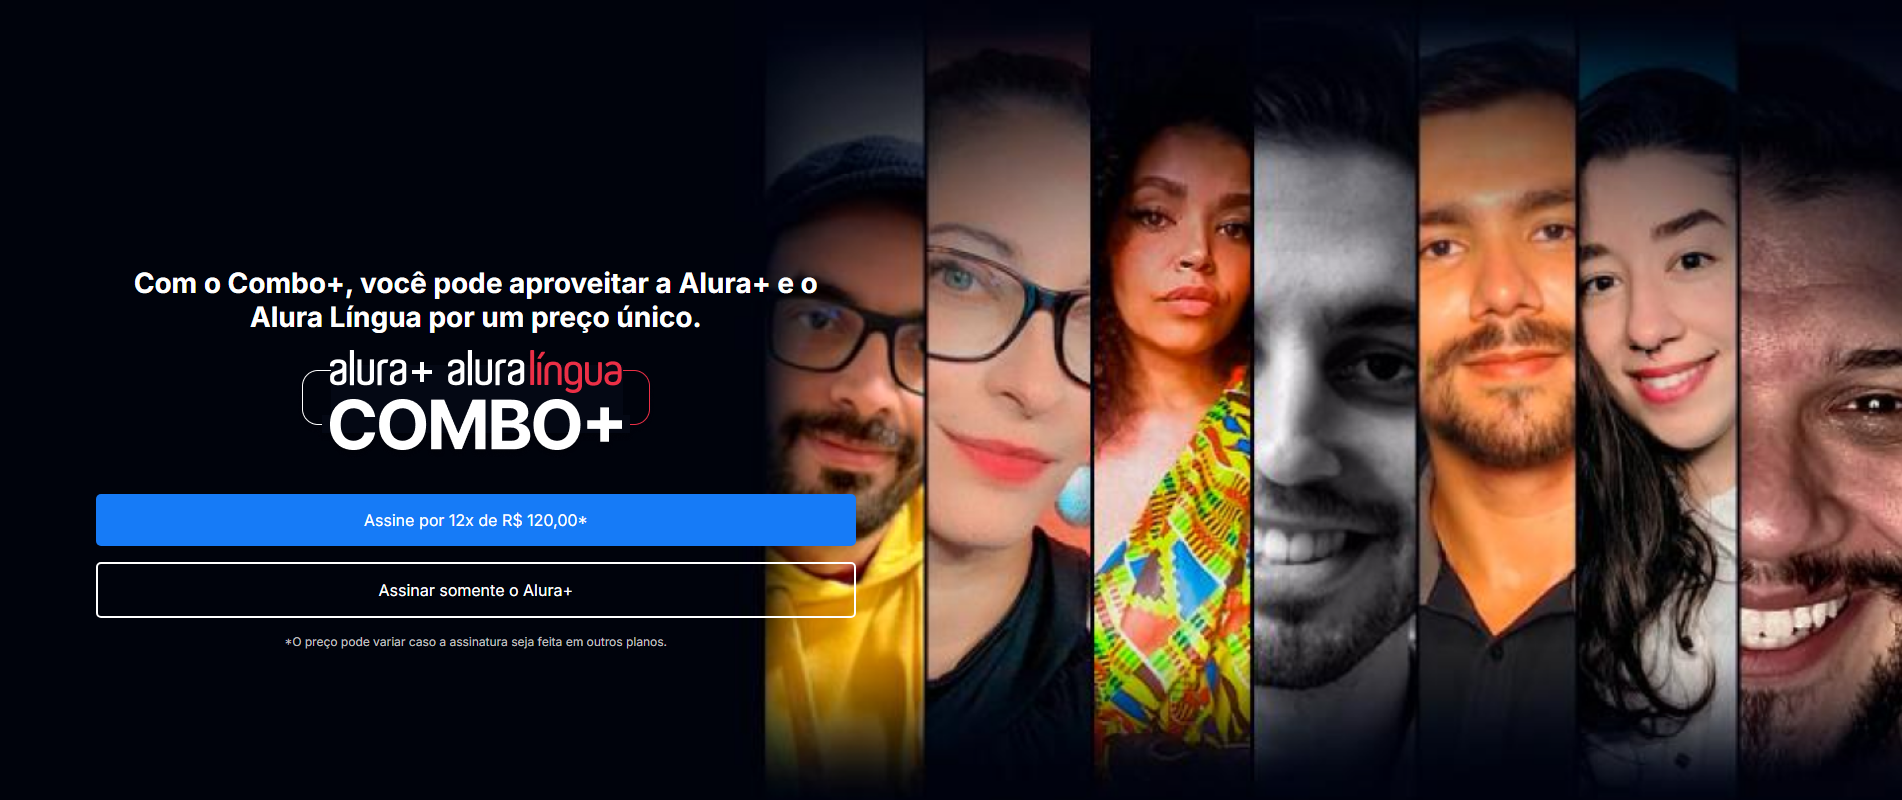 Com o Combo+, você pode aproveitar a Alura+ e o
Alura Língua por um preço único.
alura+ aluralíngua
COMBO+
Assine por 12x de R$ 120,00*
Assinar somente o Alura+
*O preço pode variar caso a assinatura seja feita em outros planos.